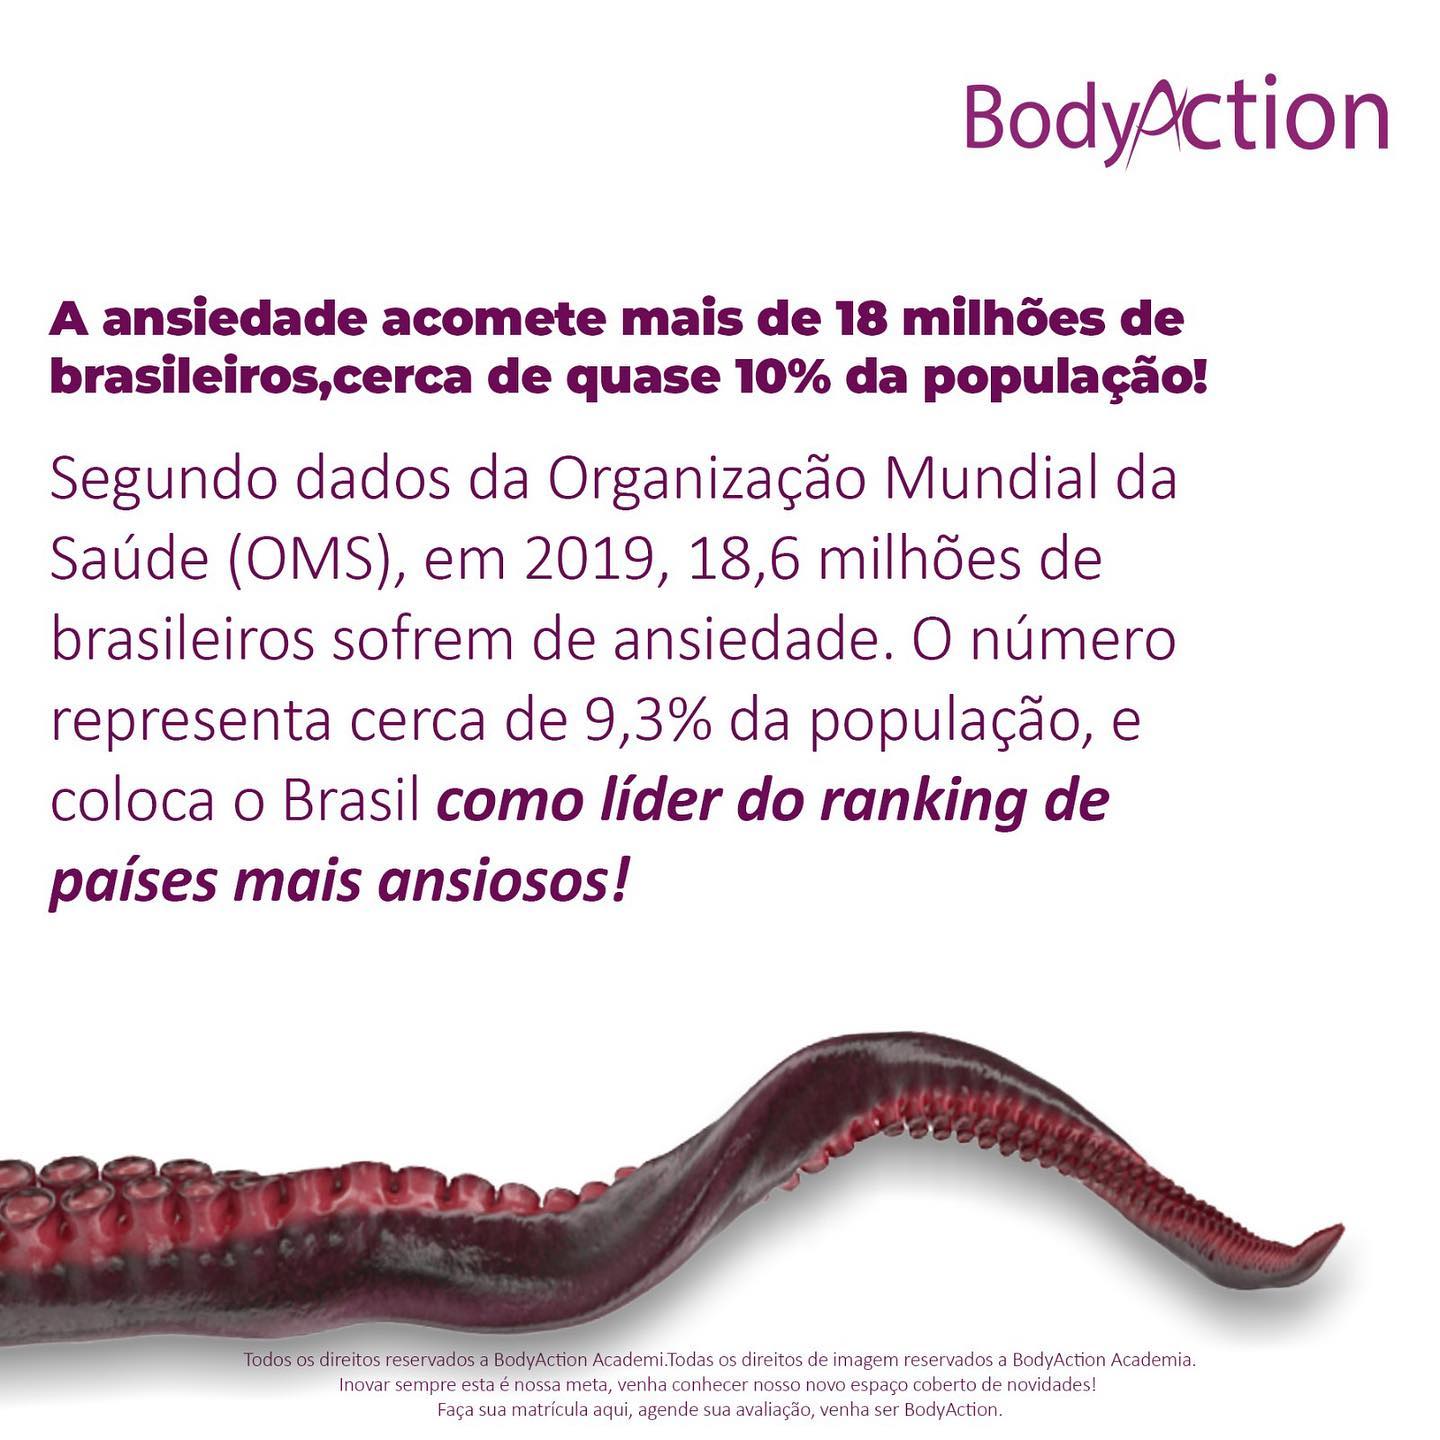 BodyAction
A ansiedade acomete mais de 18 milhões de
brasileiros,cerca de quase 10% da população!
Segundo dados da Organização Mundial da
Saúde (OMS), em 2019, 18,6 milhões de
brasileiros sofrem de ansiedade. O número
representa cerca de 9,3% da população, e
coloca o Brasil como líder do ranking de
países mais ansiosos!
Todos os direitos reservados a BodyAction Academi.Todas os direitos de imagem reservados a BodyAction Academia.
Inovar sempre esta é nossa meta, venha conhecer nosso novo espaço coberto de novidades!
Faça sua matrícula aqui, agende sua avaliação, venha ser BodyAction.